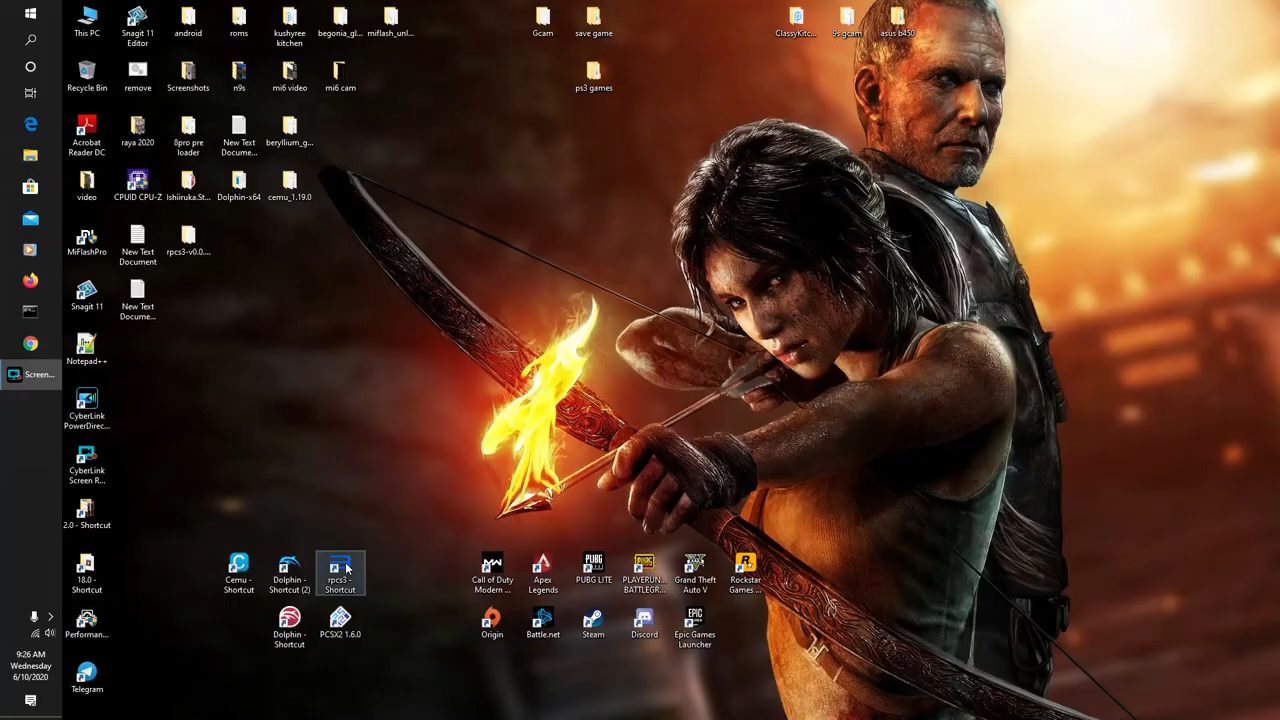 This PC
Snagit 11
Editor
android
roms
kushyree
kitchen
begonia_gl...
miflash_unl...
Gcam
save game
ClassyKitc...
9s gcam
asus b450
Recycle Bin
remove
Screenshots
n9s
mi6 video
mi6 cam
ps3 games
Acrobat
Reader DC
raya 2020
8pro pre
loader
New Text
Docume...
beryllium_g...
video
CPUID CPU-Z
Ishiiruka.St...
Dolphin-x64
cemu_1.19.0
MiFlashPro
New Text
Document
rpcs3-v0.0....
Snagit 11
New Text
Docume...
Notepad++
Screen...
CyberLink
PowerDirec...
CyberLink
Screen R...
2.0 - Shortcut
18.0 -
Shortcut
Cemu -
Shortcut
Dolphin -
Shortcut (2)
rpcs3 -
Shortcut
Call of Duty
Modern ...
Apex
Legends
PUBG LITE
PLAYERUN...
BATTLEGR...
Grand Theft
Auto V
Rockstar
Games ...
Performan...
Dolphin -
Shortcut
PCSX2 1.6.0
Origin
Battle.net
Steam
Discord
Epic Games
Launcher
9:26 AM
Wednesday
6/10/2020
Telegram